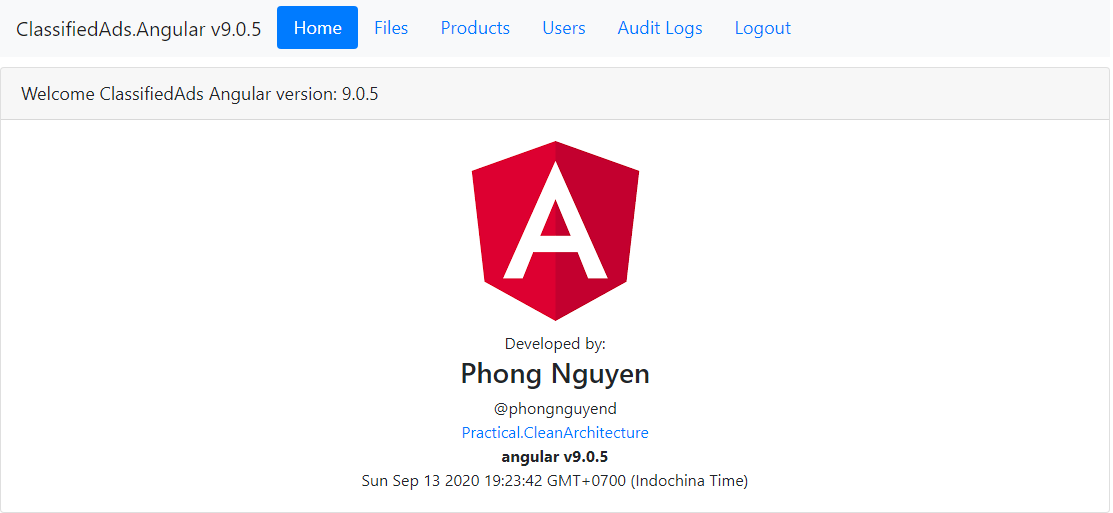 ClassifiedAds.Angular v9.0.5 Home Files Products Users Audit Logs Logout
Welcome ClassifiedAds Angular version: 9.0.5
A
Developed by:
Phong Nguyen
@phongnguyend
Practical.CleanArchitecture
angular v9.0.5
Sun Sep 13 2020 19:23:42 GMT+0700 (Indochina Time)